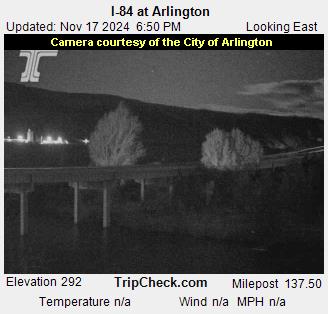 I-84 at Arlington
Updated: Nov 17 2024 6:50 PM Looking East
Camera courtesy of the City of Arlington
Elevation 292 TripCheck.com Milepost 137.50
Temperature n/a Wind n/a MPH n/a